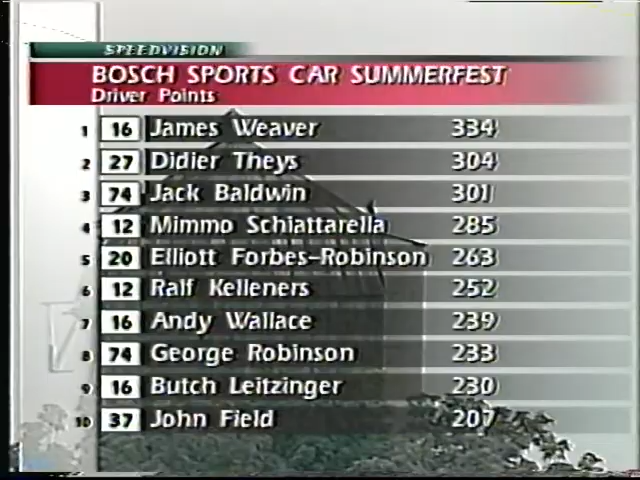 SPEEDVISION
BOSCH SPORTS CAR SUMMERFEST
Driver Points
1 16 James Weaver 334
2 27 Didier Theys 304
3 74 Jack Baldwin 301
4 12 Mimmo Schiattarella 285
5 20 Elliott Forbes-Robinson 263
6 12 Ralf Kelleners 252
7 16 Andy Wallace 239
8 74 George Robinson 233
9 16 Butch Leitzinger 230
10 37 John Field 207